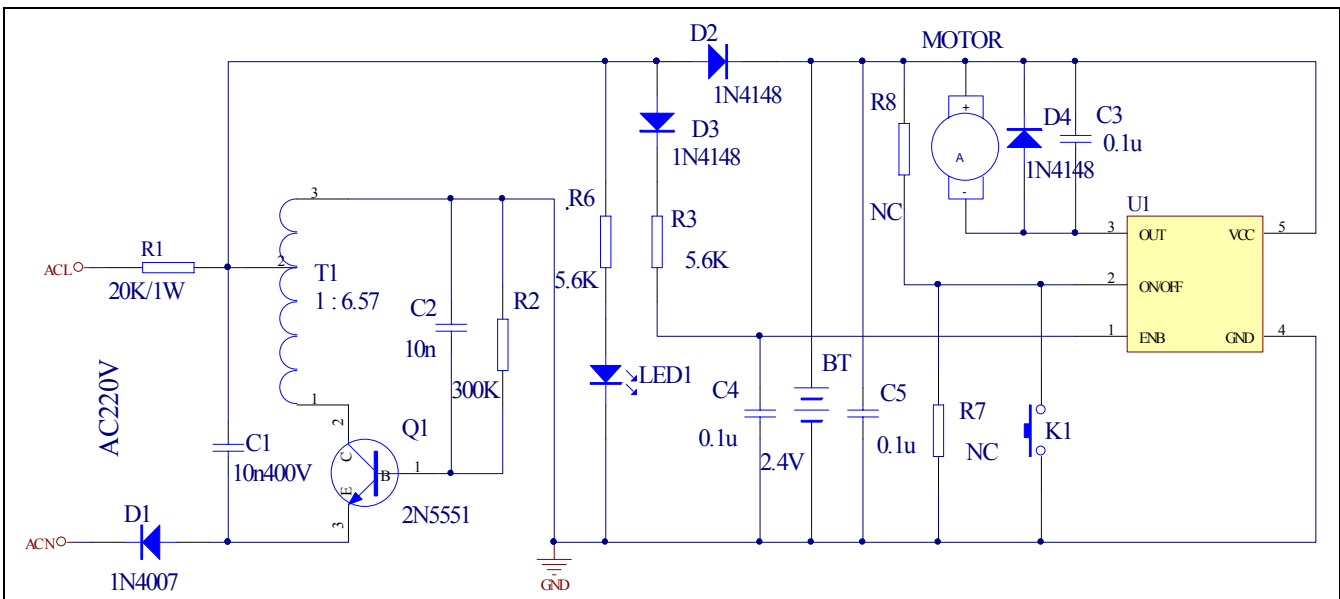 D2
1N4148
MOTOR
D3
1N4148
R8
NC
+
A
-
D4
1N4148
C3
0.1u
U1
3 OUT VCC 5
2 ON/OFF
1 ENB GND 4
3
2
1
ACL
R1
20K/1W
T1
1 : 6.57
C2
10n
R2
300K
.R6
5.6K
R3
5.6K
LED1
AC220V
C1
10n400V
2
C
B
E
1
3
Q1
2N5551
ACN
D1
1N4007
GND
C4
0.1u
BT
2.4V
C5
0.1u
R7
NC
K1